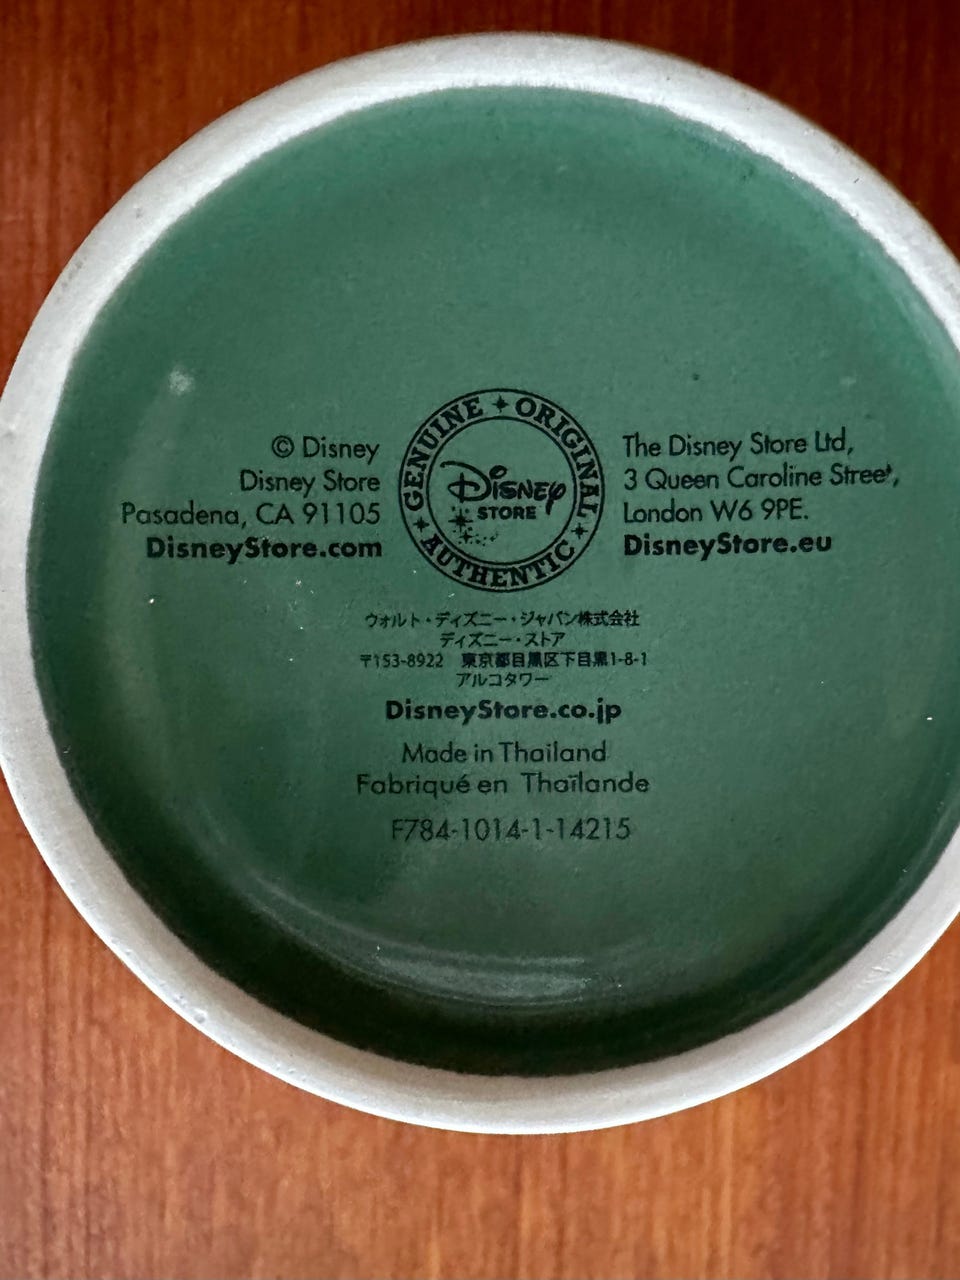 © Disney
Disney Store
Pasadena, CA 91105
DisneyStore.com
GENUINE ORIGINAL AUTHENTIC
Disney
STORE
The Disney Store Ltd,
3 Queen Caroline Street,
London W6 9PE.
DisneyStore.eu
ウォルト・ディズニー・ジャパン株式会社
ディズニー・ストア
〒153-8922 東京都目黒区下目黒1-8-1
アルコタワー
DisneyStore.co.jp
Made in Thailand
Fabriqué en Thaïlande
F784-1014-1-14215